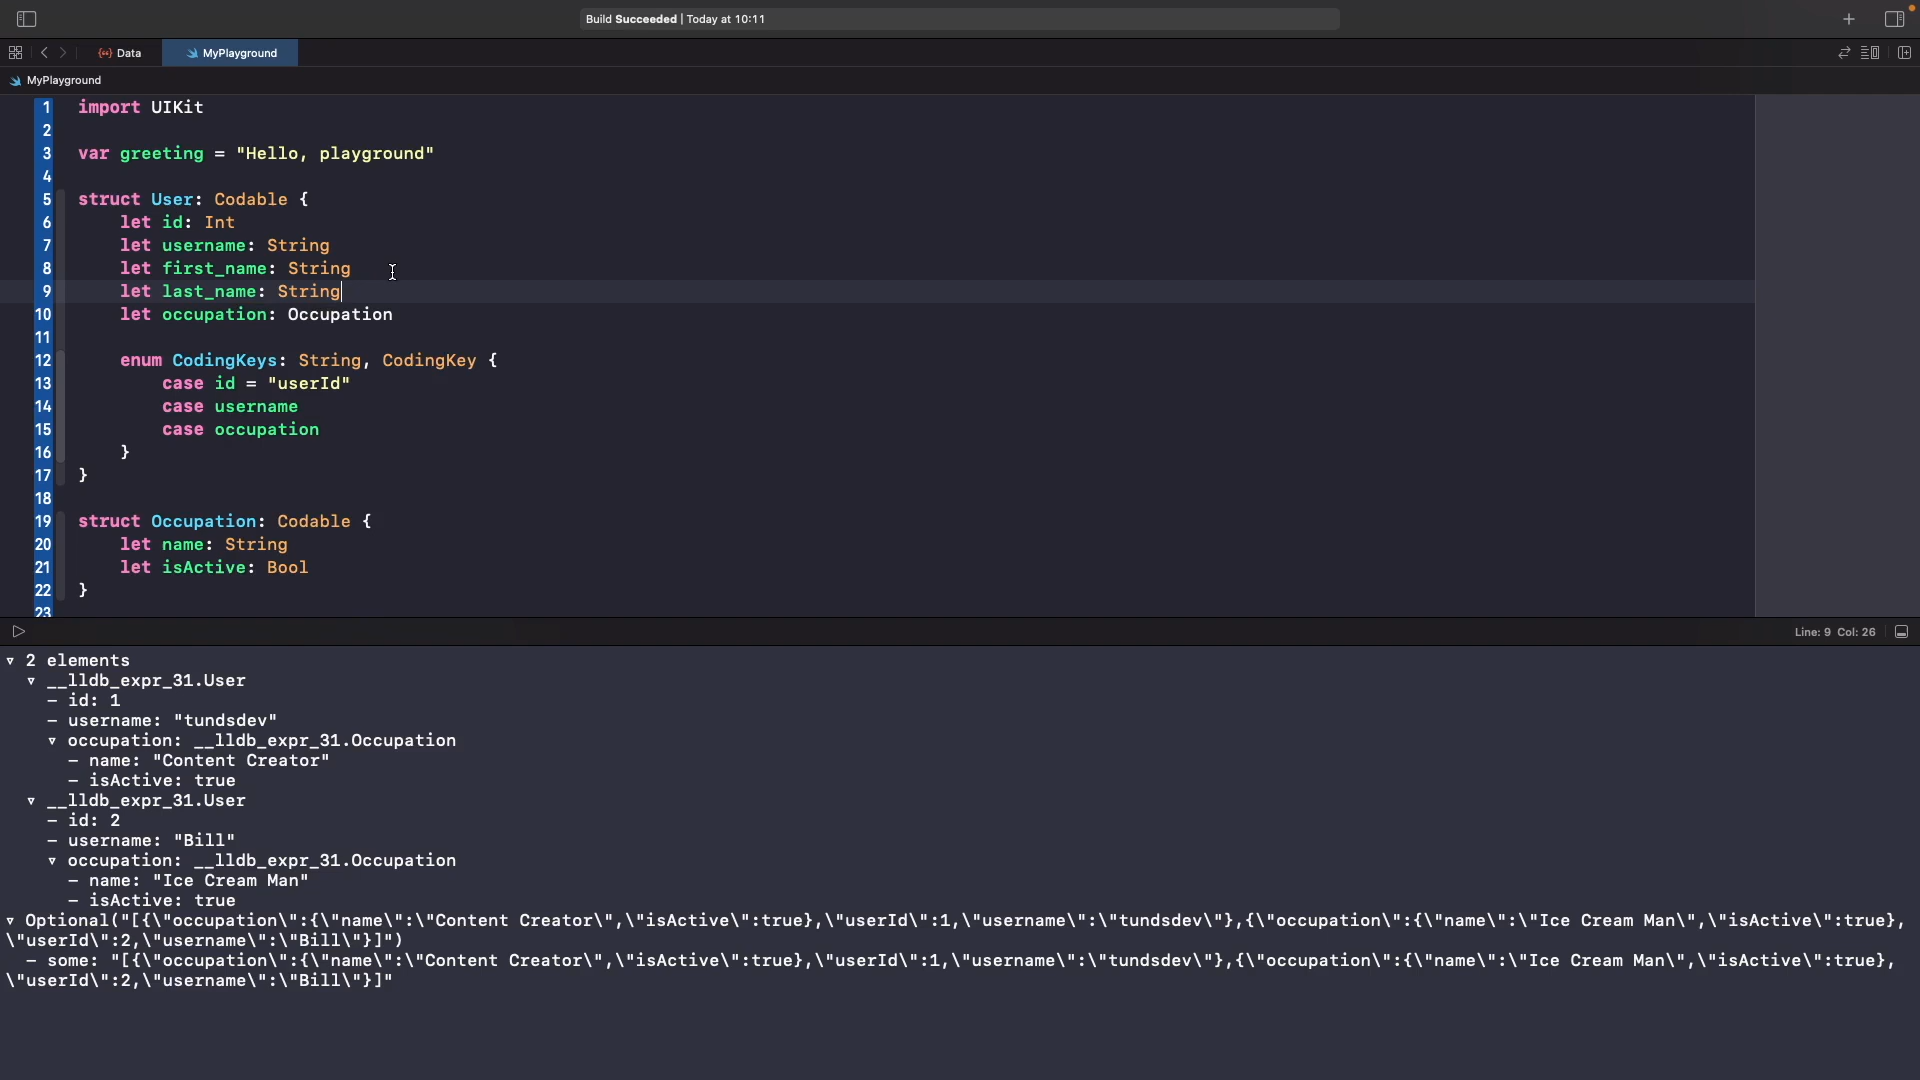 Build Succeeded | Today at 10:11
Data MyPlayground
MyPlayground
1 import UIKit
2
3 var greeting = "Hello, playground"
4
5 struct User: Codable {
6 let id: Int
7 let username: String
8 let first_name: String
9 let last_name: String
10 let occupation: Occupation
11
12 enum CodingKeys: String, CodingKey {
13 case id = "userId"
14 case username
15 case occupation
16 }
17 }
18
19 struct Occupation: Codable {
20 let name: String
21 let isActive: Bool
22 }
23
Line: 9 Col: 26
▿ 2 elements
▿ __lldb_expr_31.User
- id: 1
- username: "tundsdev"
▿ occupation: __lldb_expr_31.Occupation
- name: "Content Creator"
- isActive: true
▿ __lldb_expr_31.User
- id: 2
- username: "Bill"
▿ occupation: __lldb_expr_31.Occupation
- name: "Ice Cream Man"
- isActive: true
▿ Optional("[{\"occupation\":{\"name\":\"Content Creator\",\"isActive\":true},\"userId\":1,\"username\":\"tundsdev\"},{\"occupation\":{\"name\":\"Ice Cream Man\",\"isActive\":true},
\"userId\":2,\"username\":\"Bill\"}]")
- some: "[{\"occupation\":{\"name\":\"Content Creator\",\"isActive\":true},\"userId\":1,\"username\":\"tundsdev\"},{\"occupation\":{\"name\":\"Ice Cream Man\",\"isActive\":true},
\"userId\":2,\"username\":\"Bill\"}]"